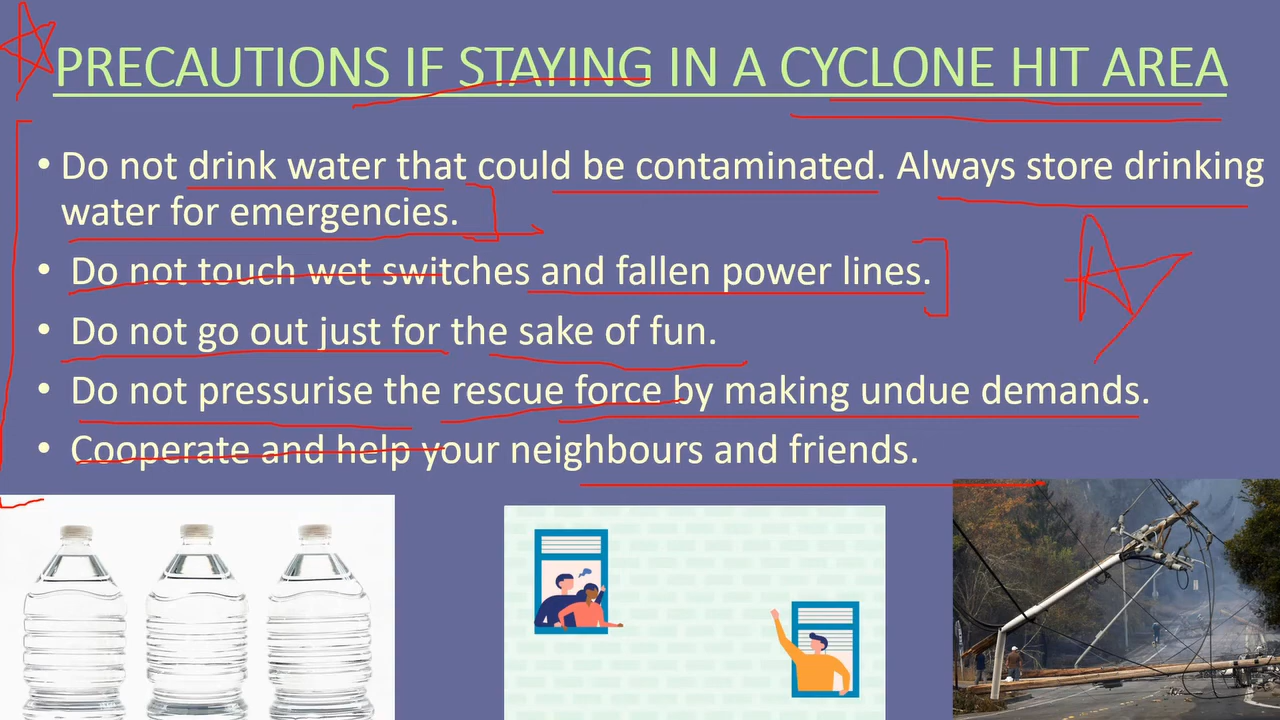 PRECAUTIONS IF STAYING IN A CYCLONE HIT AREA
• Do not drink water that could be contaminated. Always store drinking
water for emergencies.
• Do not touch wet switches and fallen power lines.
• Do not go out just for the sake of fun.
• Do not pressurise the rescue force by making undue demands.
• Cooperate and help your neighbours and friends.